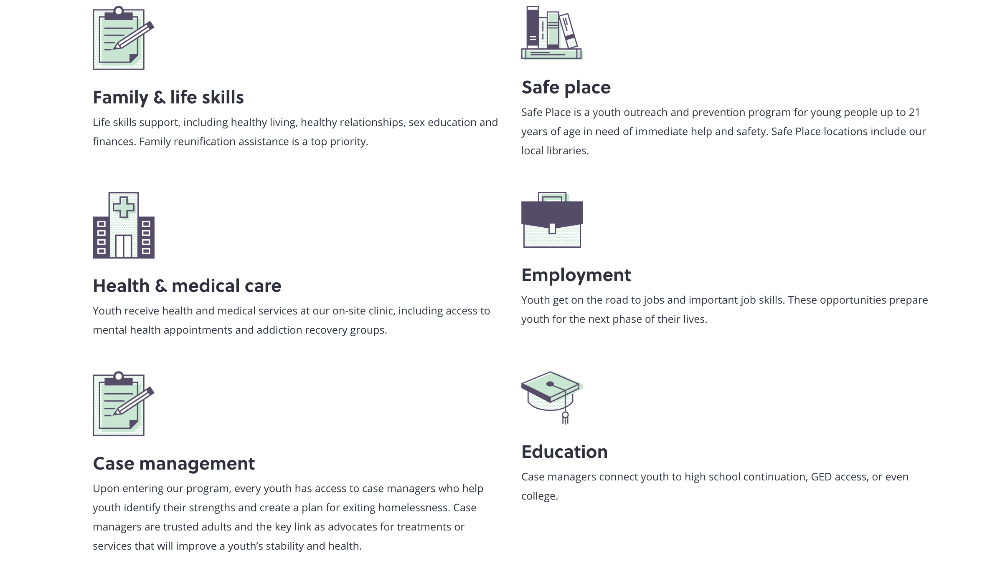 Family & life skills
Life skills support, including healthy living, healthy relationships, sex education and
finances. Family reunification assistance is a top priority.
Safe place
Safe Place is a youth outreach and prevention program for young people up to 21
years of age in need of immediate help and safety. Safe Place locations include our
local libraries.
Health & medical care
Youth receive health and medical services at our on-site clinic, including access to
mental health appointments and addiction recovery groups.
Employment
Youth get on the road to jobs and important job skills. These opportunities prepare
youth for the next phase of their lives.
Case management
Upon entering our program, every youth has access to case managers who help
youth identify their strengths and create a plan for exiting homelessness. Case
managers are trusted adults and the key link as advocates for treatments or
services that will improve a youth’s stability and health.
Education
Case managers connect youth to high school continuation, GED access, or even
college.